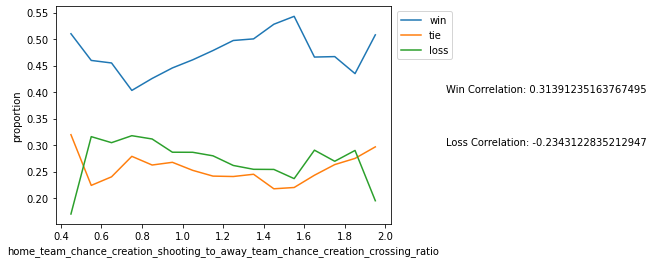 0.55
0.50
0.45
0.40
0.35
0.30
0.25
0.20
proportion
0.4 0.6 0.8 1.0 1.2 1.4 1.6 1.8 2.0
home_team_chance_creation_shooting_to_away_team_chance_creation_crossing_ratio
win
tie
loss
Win Correlation: 0.31391235163767495
Loss Correlation: -0.2343122835212947